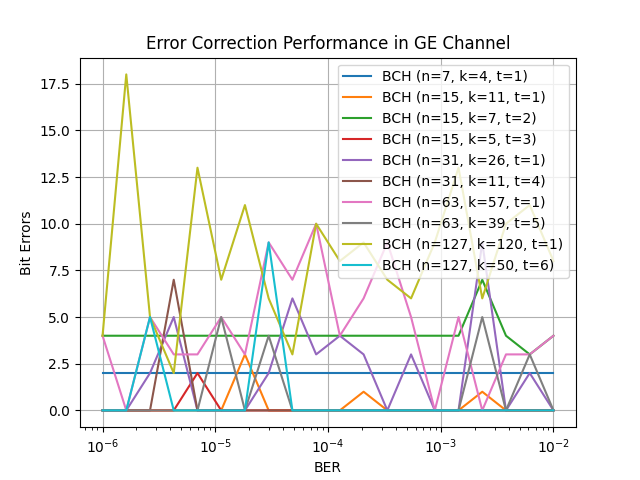 Error Correction Performance in GE Channel
17.5
15.0
12.5
10.0
7.5
5.0
2.5
0.0
Bit Errors
BCH (n=7, k=4, t=1)
BCH (n=15, k=11, t=1)
BCH (n=15, k=7, t=2)
BCH (n=15, k=5, t=3)
BCH (n=31, k=26, t=1)
BCH (n=31, k=11, t=4)
BCH (n=63, k=57, t=1)
BCH (n=63, k=39, t=5)
BCH (n=127, k=120, t=1)
BCH (n=127, k=50, t=6)
10⁻⁶ 10⁻⁵ 10⁻⁴ 10⁻³ 10⁻²
BER